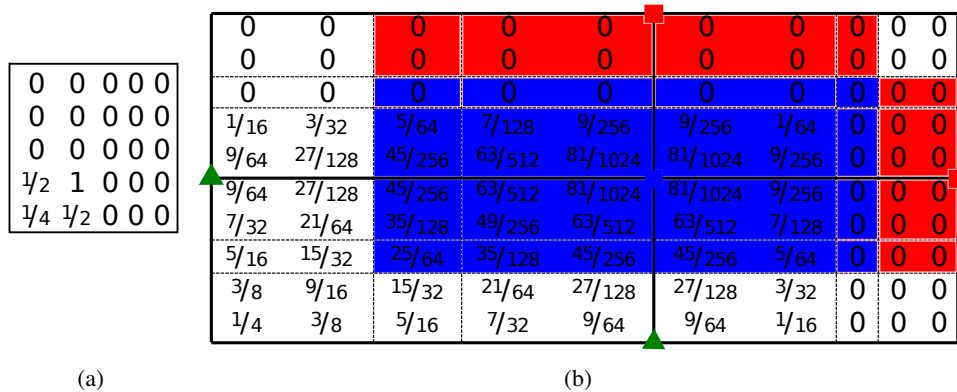 0 0 0 0 0
0 0 0 0 0
0 0 0 0 0
1/2 1 0 0 0
1/4 1/2 0 0 0
(a)
0 0 0 0 0 0 0 0 0 0
0 0 0 0 0 0 0 0 0 0
0 0 0 0 0 0 0 0 0 0
1/16 3/32 5/64 7/128 9/256 9/256 1/64 0 0 0
9/64 27/128 45/256 63/512 81/1024 81/1024 9/256 0 0 0
9/64 27/128 45/256 63/512 81/1024 81/1024 9/256 0 0 0
7/32 21/64 35/128 49/256 63/512 63/512 7/128 0 0 0
5/16 15/32 25/64 35/128 45/256 45/256 5/64 0 0 0
3/8 9/16 15/32 21/64 27/128 27/128 3/32 0 0 0
1/4 3/8 5/16 7/32 9/64 9/64 1/16 0 0 0
(b)